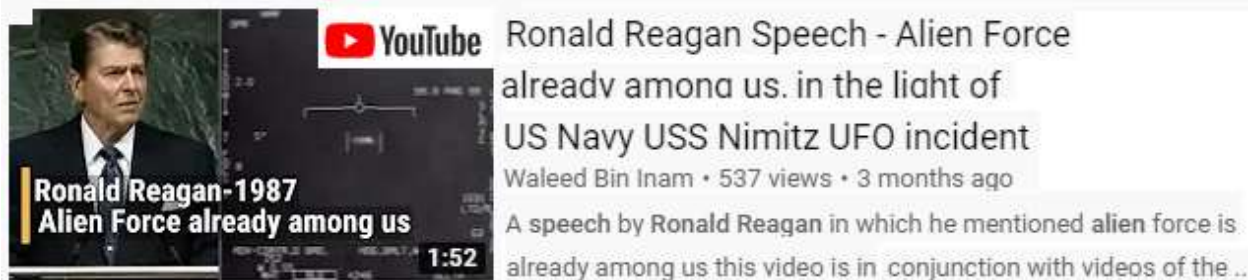 YouTube
Ronald Reagan-1987
Alien Force already among us
1:52
Ronald Reagan Speech - Alien Force
already among us. in the light of
US Navy USS Nimitz UFO incident
Waleed Bin Inam • 537 views • 3 months ago
A speech by Ronald Reagan in which he mentioned alien force is
already among us this video is in conjunction with videos of the ..